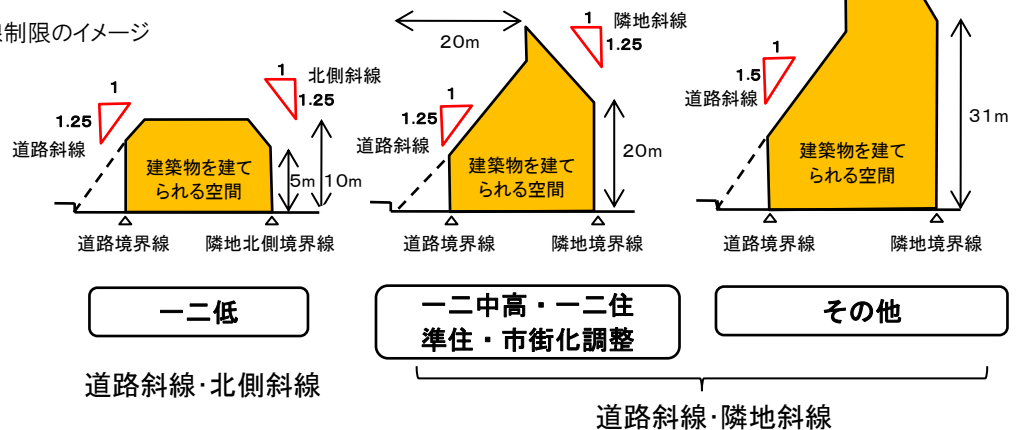 線制限のイメージ
1
1.25
道路斜線
1
北側斜線
1.25
建築物を建て
られる空間
5m
10m
道路境界線
隣地北側境界線
一二低
道路斜線・北側斜線
20m
1
隣地斜線
1.25
1
1.25
道路斜線
建築物を建て
られる空間
20m
道路境界線
隣地境界線
一二中高・一二住
準住・市街化調整
1
1.5
道路斜線
建築物を建て
られる空間
31m
道路境界線
隣地境界線
その他
道路斜線・隣地斜線